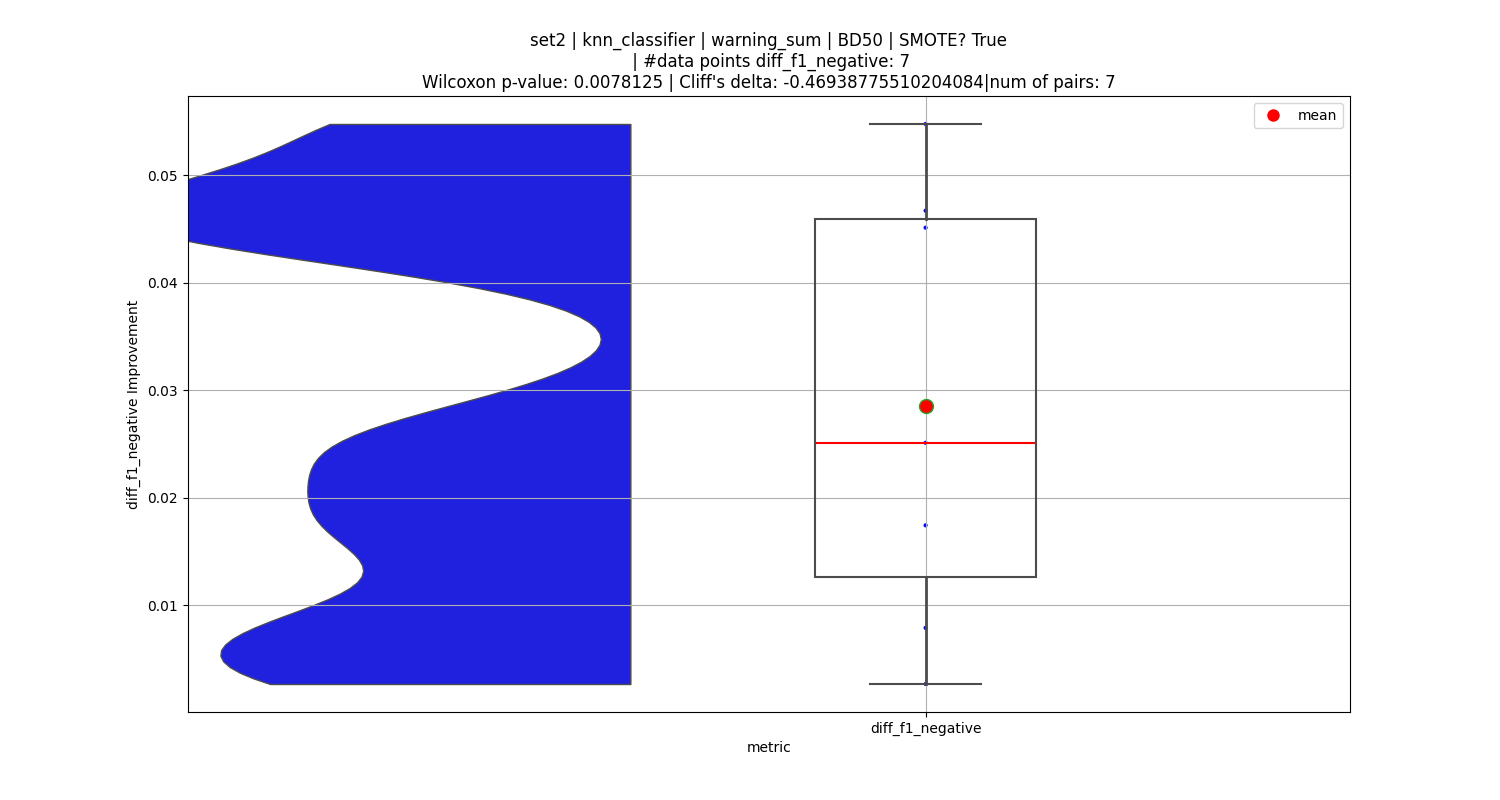 set2 | knn_classifier | warning_sum | BD50 | SMOTE? True
| #data points diff_f1_negative: 7
Wilcoxon p-value: 0.0078125 | Cliff's delta: -0.46938775510204084|num of pairs: 7
mean
0.05
0.04
0.03
0.02
0.01
diff_f1_negative Improvement
diff_f1_negative
metric